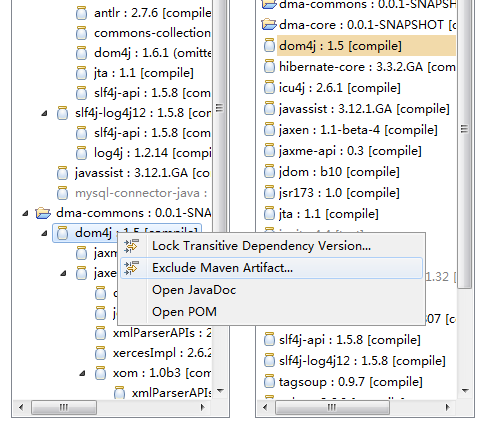 antlr : 2.7.6 [compile]
commons-collection
dom4j : 1.6.1 (omitte
jta : 1.1 [compile]
slf4j-api : 1.5.8 [com
slf4j-log4j12 : 1.5.8 [comp
slf4j-api : 1.5.8 [com
log4j : 1.2.14 [compil
javassist : 3.12.1.GA [com
mysql-connector-java :
dma-commons : 0.0.1-SNA
dom4j : 1.5 [compile]
jaxm
jaxe
xmlParserAPIs : 2
xercesImpl : 2.6.2
xom : 1.0b3 [comp
xmlParserAPIs
dma-commons : 0.0.1-SNAPSH
dma-core : 0.0.1-SNAPSHOT [
dom4j : 1.5 [compile]
hibernate-core : 3.3.2.GA [co
icu4j : 2.6.1 [compile]
javassist : 3.12.1.GA [compile]
jaxen : 1.1-beta-4 [compile]
jaxme-api : 0.3 [compile]
jdom : b10 [compile]
jsr173 : 1.0 [compile]
jta : 1.1 [compile]
1.32 [c
807 [
slf4j-api : 1.5.8 [compile]
slf4j-log4j12 : 1.5.8 [compile]
tagsoup : 0.9.7 [compile]
Lock Transitive Dependency Version...
Exclude Maven Artifact...
Open JavaDoc
Open POM